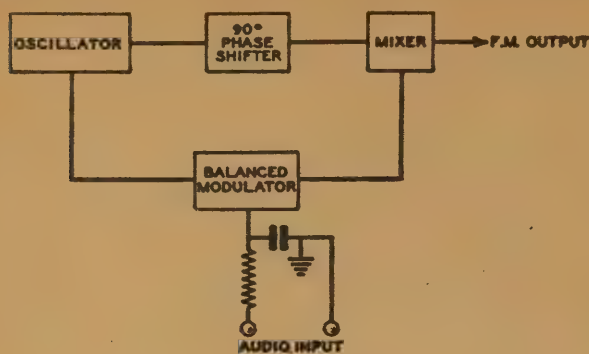 OSCILLATOR
90°
PHASE
SHIFTER
MIXER
F.M. OUTPUT
BALANCED
MODULATOR
AUDIO INPUT